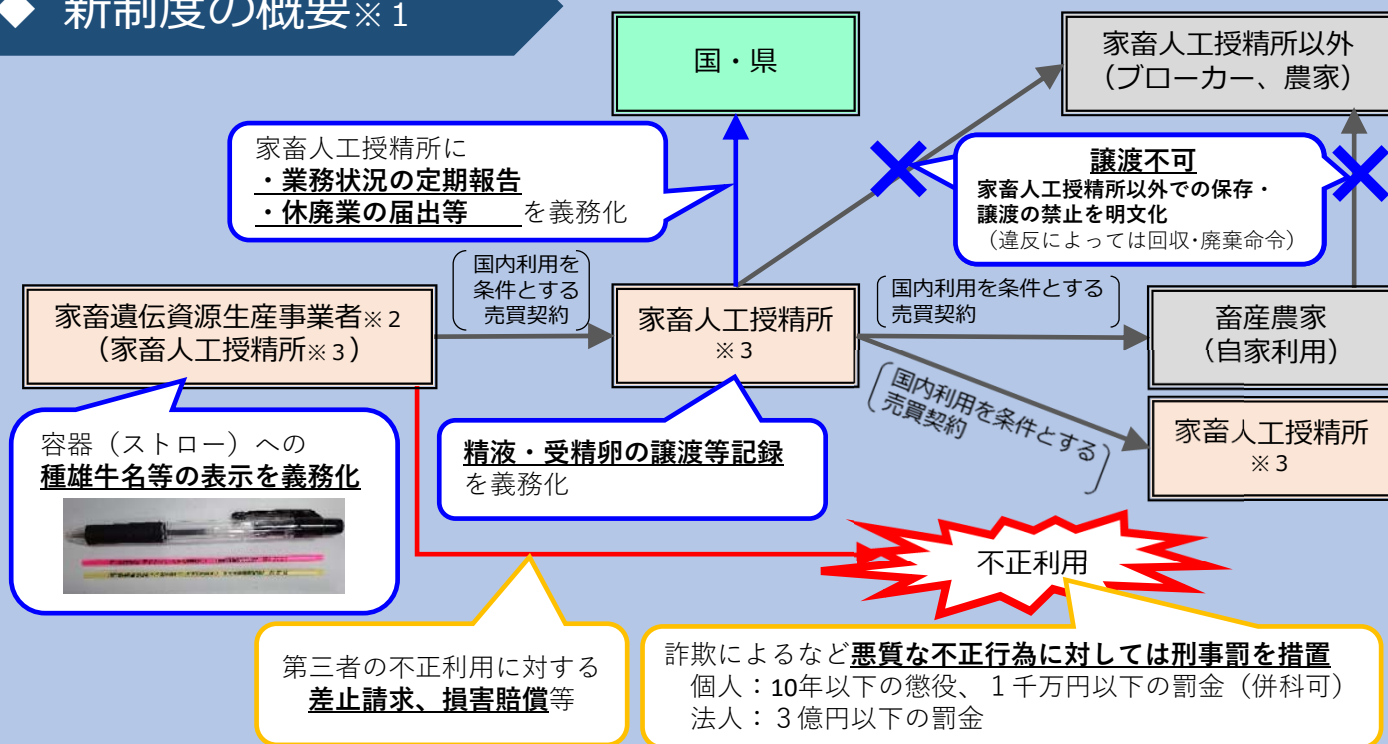 ◆ 新制度の概要※1
国・県
家畜人工授精所以外
（ブローカー、農家）
家畜人工授精所に
・業務状況の定期報告
・休廃業の届出等　を義務化
譲渡不可
家畜人工授精所以外での保存・
譲渡の禁止を明文化
（違反によっては回収・廃棄命令）
家畜遺伝資源生産事業者※2
（家畜人工授精所※3）
国内利用を
条件とする
売買契約
家畜人工授精所
※3
国内利用を条件とする
売買契約
畜産農家
（自家利用）
国内利用を条件とする
売買契約
家畜人工授精所
※3
容器（ストロー）への
種雄牛名等の表示を義務化
精液・受精卵の譲渡等記録
を義務化
不正利用
第三者の不正利用に対する
差止請求、損害賠償等
詐欺によるなど悪質な不正行為に対しては刑事罰を措置
個人：10年以下の懲役、１千万円以下の罰金（併科可）
法人：３億円以下の罰金